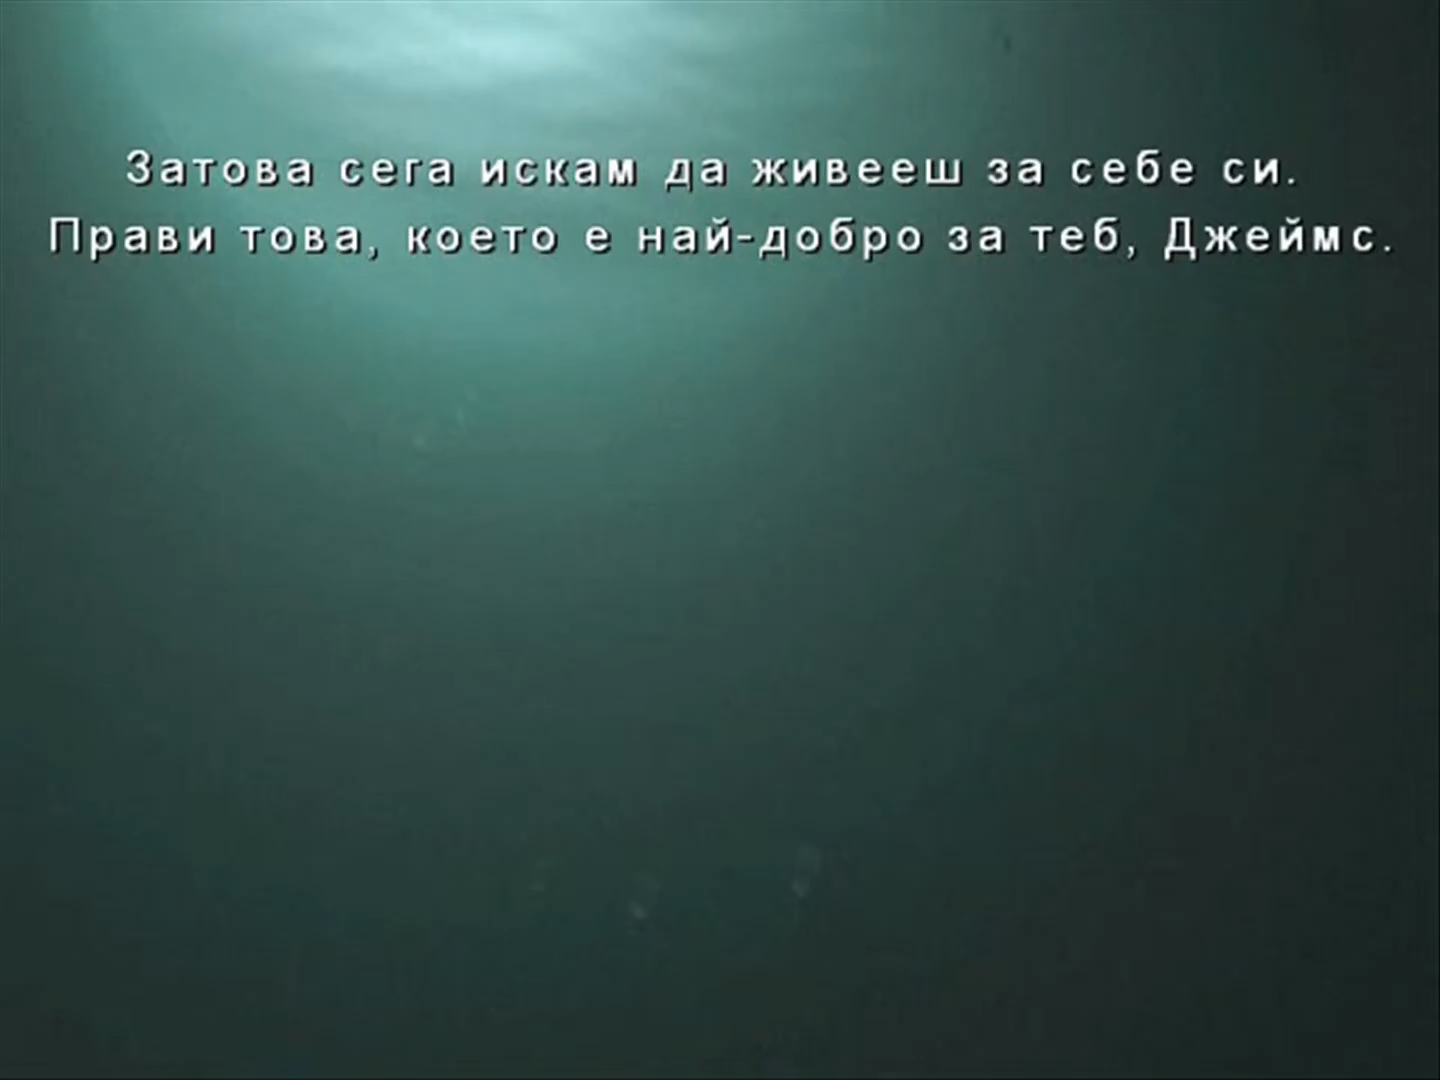 Затова сега искам да живееш за себе си.
Прави това, което е най-добро за теб, Джеймс.